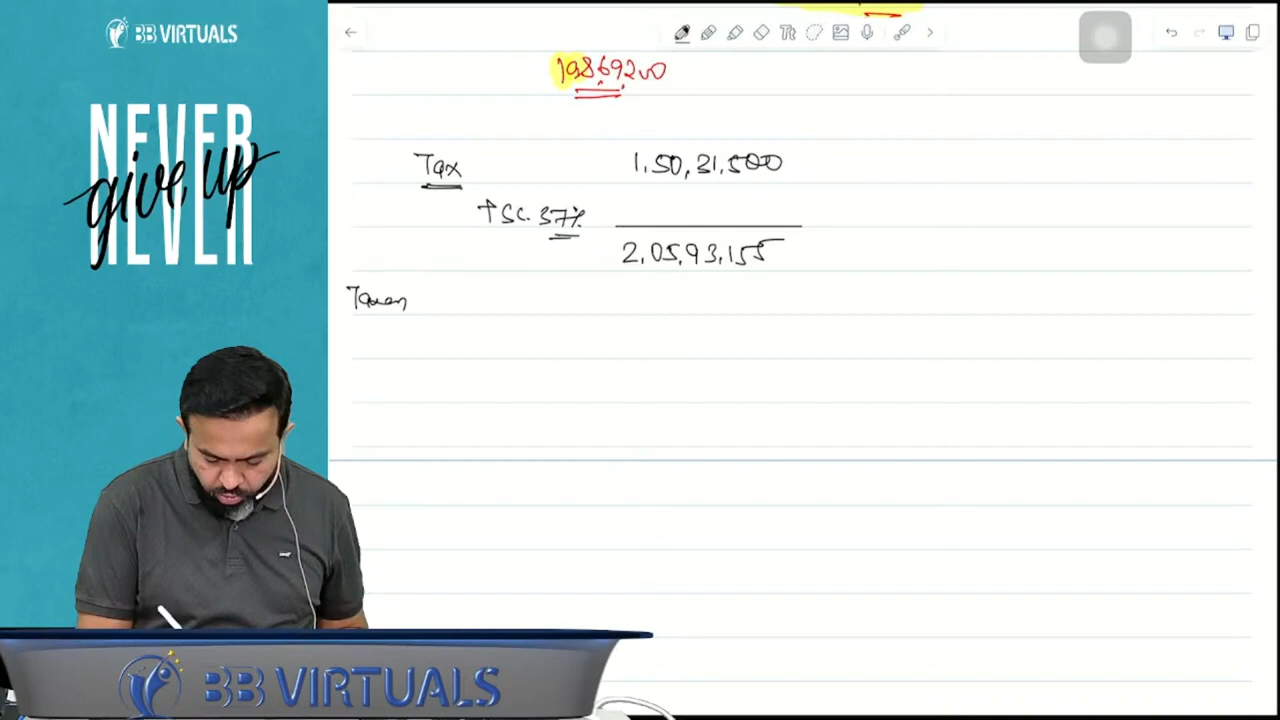 BB VIRTUALS
NEVER
give up
NEVER
19869200
Tax 1,50,31,500
↑SC. 37%
2,05,93,155
BB VIRTUALS